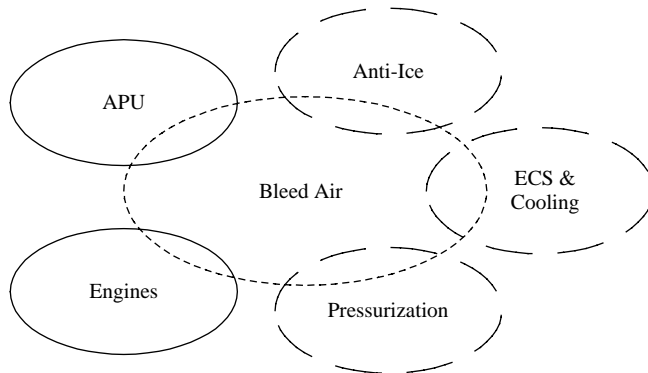 Anti-Ice
APU
ECS &
Cooling
Bleed Air
Engines
Pressurization